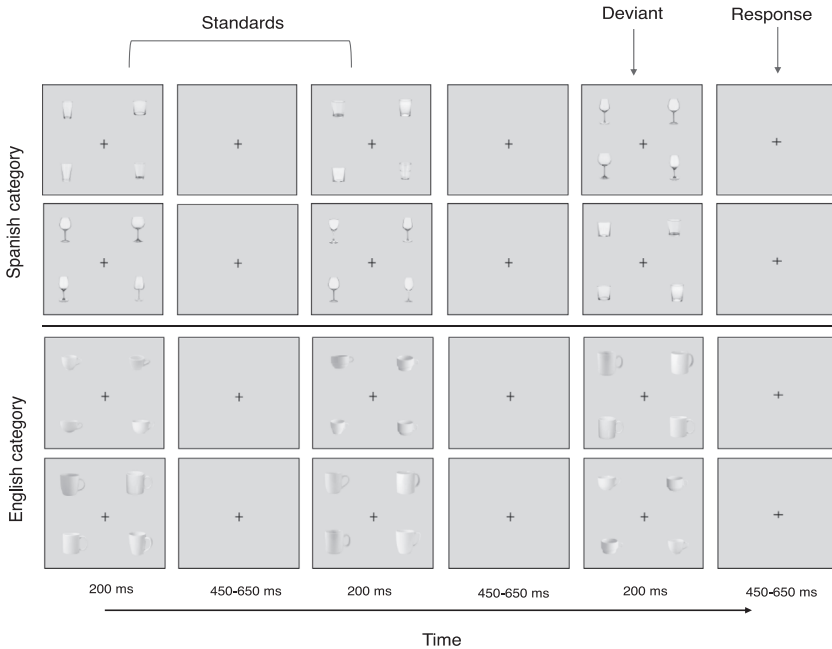 Standards
Deviant
Response
Spanish category
English category
200 ms
450-650 ms
200 ms
450-650 ms
200 ms
450-650 ms
Time